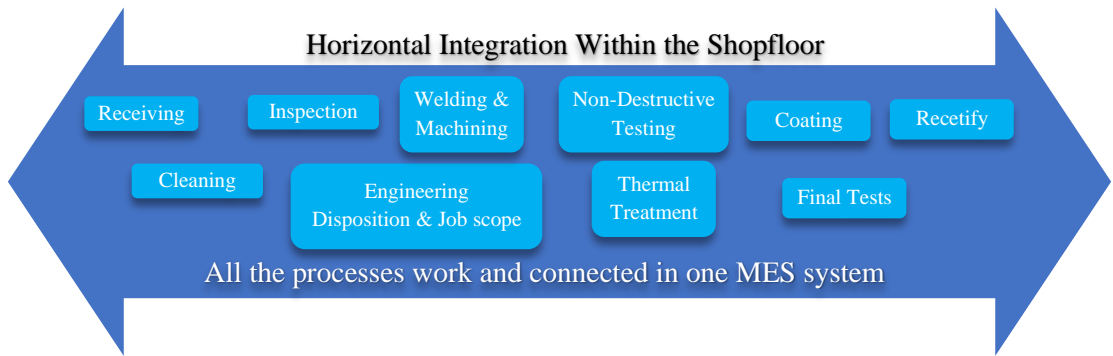 Horizontal Integration Within the Shopfloor
Receiving
Inspection
Welding &
Machining
Non-Destructive
Testing
Coating
Recetify
Cleaning
Engineering
Disposition & Job scope
Thermal
Treatment
Final Tests
All the processes work and connected in one MES system